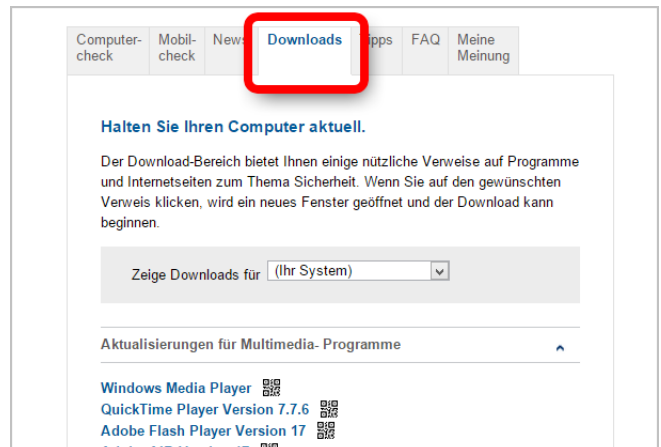 Computer- Mobil- News Downloads Tipps FAQ Meine
check check Meinung
Halten Sie Ihren Computer aktuell.
Der Download-Bereich bietet Ihnen einige nützliche Verweise auf Programme
und Internetseiten zum Thema Sicherheit. Wenn Sie auf den gewünschten
Verweis klicken, wird ein neues Fenster geöffnet und der Download kann
beginnen.
Zeige Downloads für (Ihr System)
Aktualisierungen für Multimedia- Programme
Windows Media Player
QuickTime Player Version 7.7.6
Adobe Flash Player Version 17